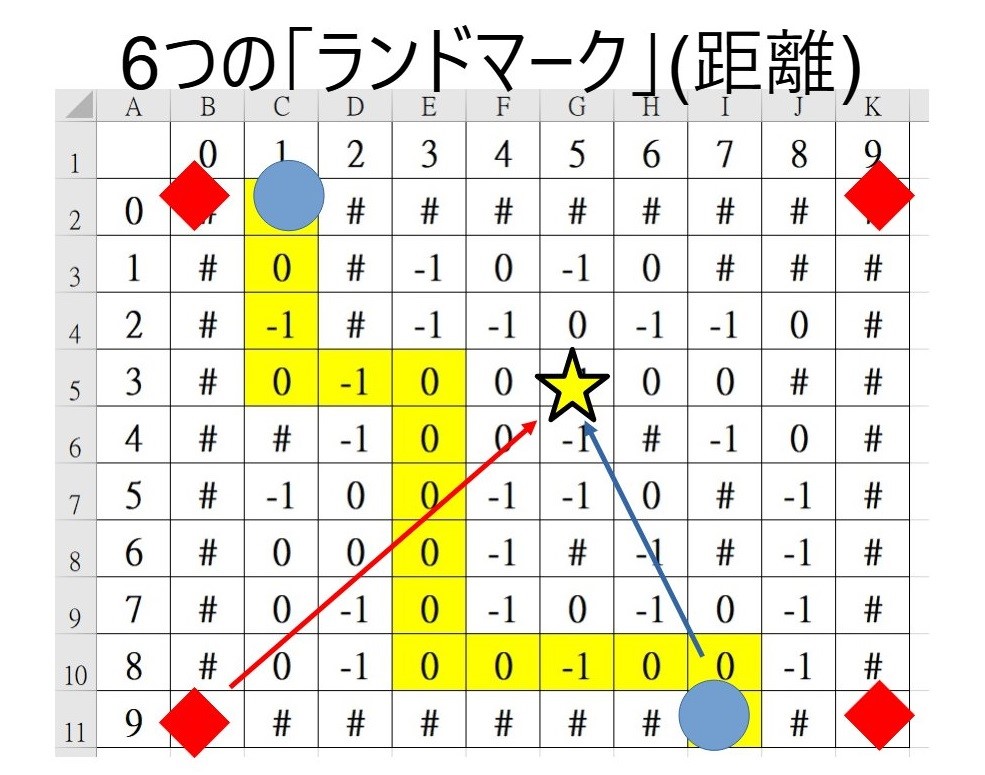 6つの「ランドマーク」(距離)
A B C D E F G H I J K
1 0 1 2 3 4 5 6 7 8 9
2 0 # # # # # # # # #
3 1 # 0 # -1 0 -1 0 # # #
4 2 # -1 # -1 -1 0 -1 -1 0 #
5 3 # 0 -1 0 0 0 0 # #
6 4 # # -1 0 0 -1 # -1 0 #
7 5 # -1 0 0 -1 -1 0 # -1 #
8 6 # 0 0 0 -1 # -1 # -1 #
9 7 # 0 -1 0 -1 0 -1 0 -1 #
10 8 # 0 -1 0 0 -1 0 0 -1 #
11 9 # # # # # # #